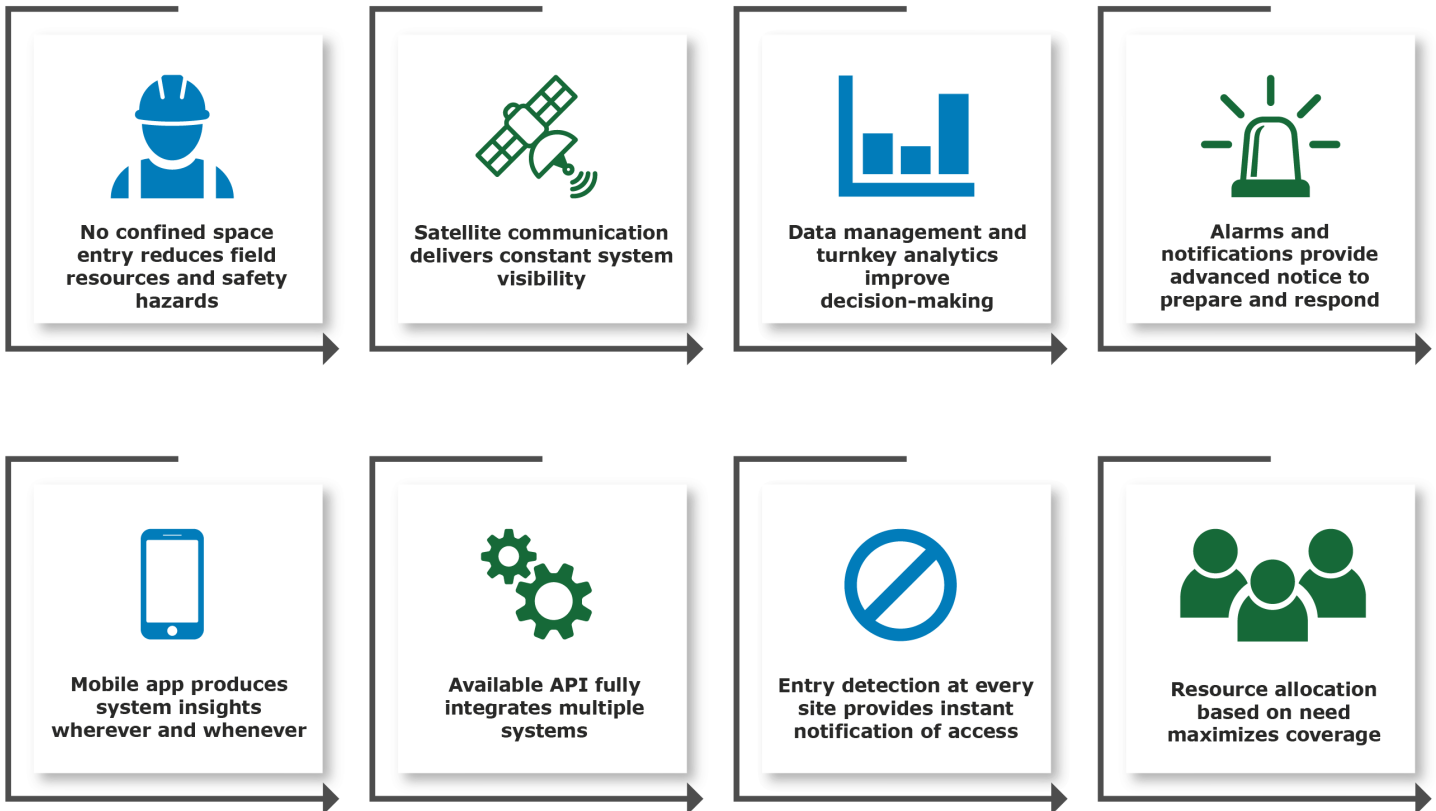 No confined space
entry reduces field
resources and safety
hazards
Satellite communication
delivers constant system
visibility
Data management and
turnkey analytics
improve
decision-making
Alarms and
notifications provide
advanced notice to
prepare and respond
Mobile app produces
system insights
wherever and whenever
Available API fully
integrates multiple
systems
Entry detection at every
site provides instant
notification of access
Resource allocation
based on need
maximizes coverage